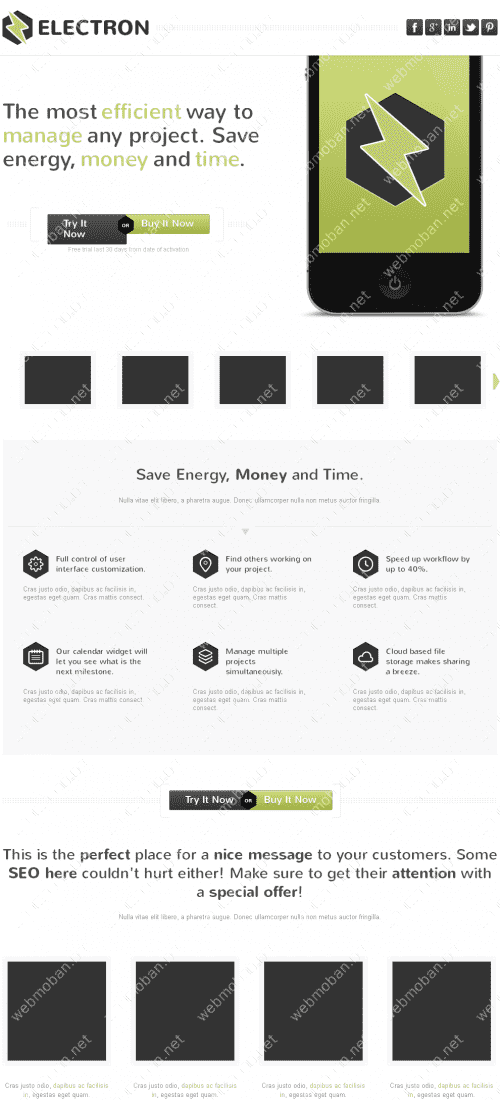 ELECTRON
The most efficient way to
manage any project. Save
energy, money and time.
Try It
Now
OR
Buy It Now
Free trial last 30 days from date of activation.
Save Energy, Money and Time.
Nulla vitae elit libero, a pharetra augue. Donec ullamcorper nulla non metus auctor fringilla.
Full control of user
interface customization.
Cras justo odio, dapibus ac facilisis in,
egestas eget quam. Cras mattis consect.
Find others working on
your project.
Cras justo odio, dapibus ac facilisis in,
egestas eget quam. Cras mattis
consect.
Speed up workflow by
up to 40%.
Cras justo odio, dapibus ac facilisis in,
egestas eget quam. Cras mattis
consect.
Our calendar widget will
let you see what is the
next milestone.
Cras justo odio, dapibus ac facilisis in,
egestas eget quam. Cras mattis consect.
Manage multiple
projects
simultaneously.
Cras justo odio, dapibus ac facilisis in,
egestas eget quam. Cras mattis
consect.
Cloud based file
storage makes sharing
a breeze.
Cras justo odio, dapibus ac facilisis in,
egestas eget quam. Cras mattis
consect.
Try It Now
OR
Buy It Now
This is the perfect place for a nice message to your customers. Some
SEO here couldn't hurt either! Make sure to get their attention with
a special offer!
Nulla vitae elit libero, a pharetra augue. Donec ullamcorper nulla non metus auctor fringilla.
Cras justo odio, dapibus ac facilisis
in, egestas eget quam.
Cras justo odio, dapibus ac facilisis
in, egestas eget quam.
Cras justo odio, dapibus ac facilisis
in, egestas eget quam.
Cras justo odio, dapibus ac facilisis
in, egestas eget quam.
webmoban.net